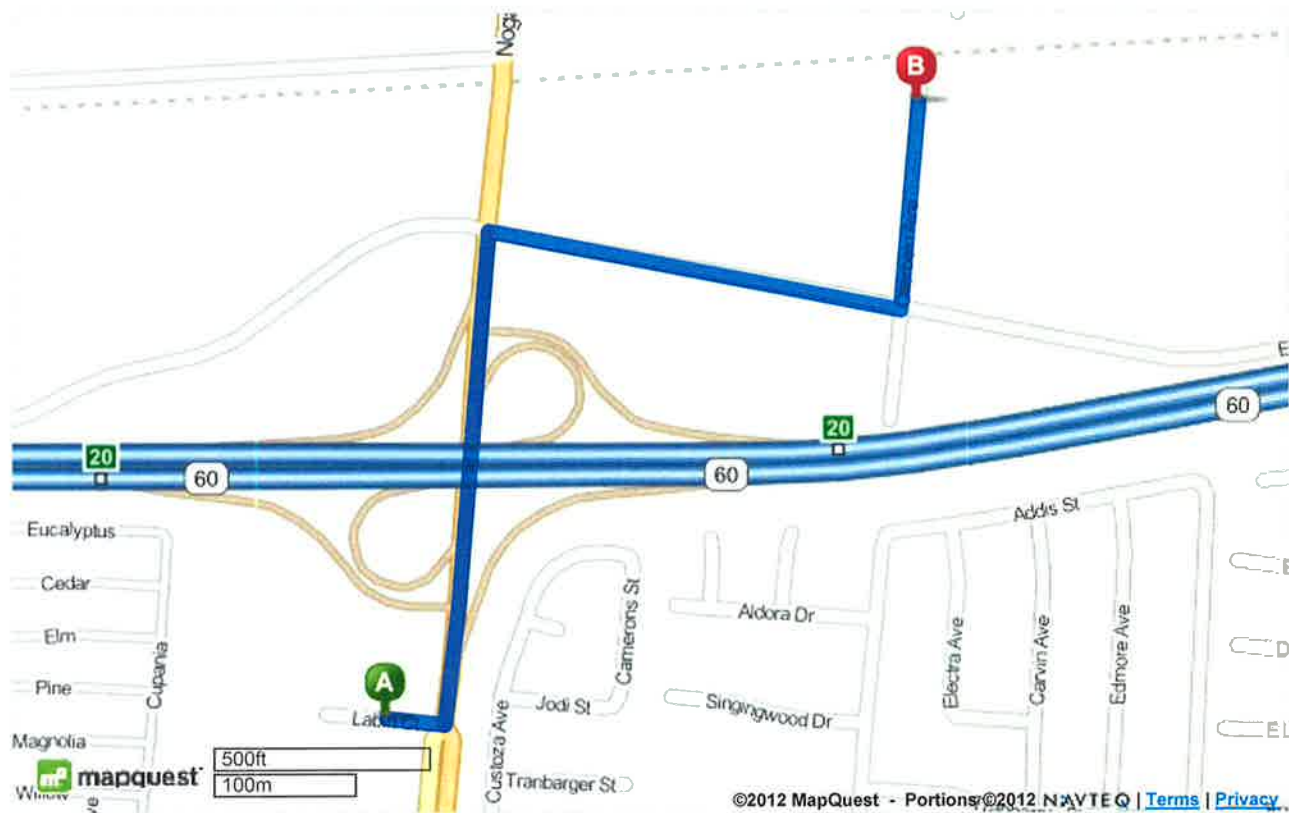 Nog
B
E
60
20
20
60
60
Eucalyptus
Addis St
Cedar
Aldora Dr
Elm
Camerons St
Cupania
Electra Ave
Carvin Ave
Edmore Ave
D
Pine
A
Jodi St
Singingwood Dr
Custoza Ave
EL
Magnolia
500ft
mapquest
100m
Tranbarger St
©2012 MapQuest - Portions ©2012 NAVTEQ | Terms | Privacy